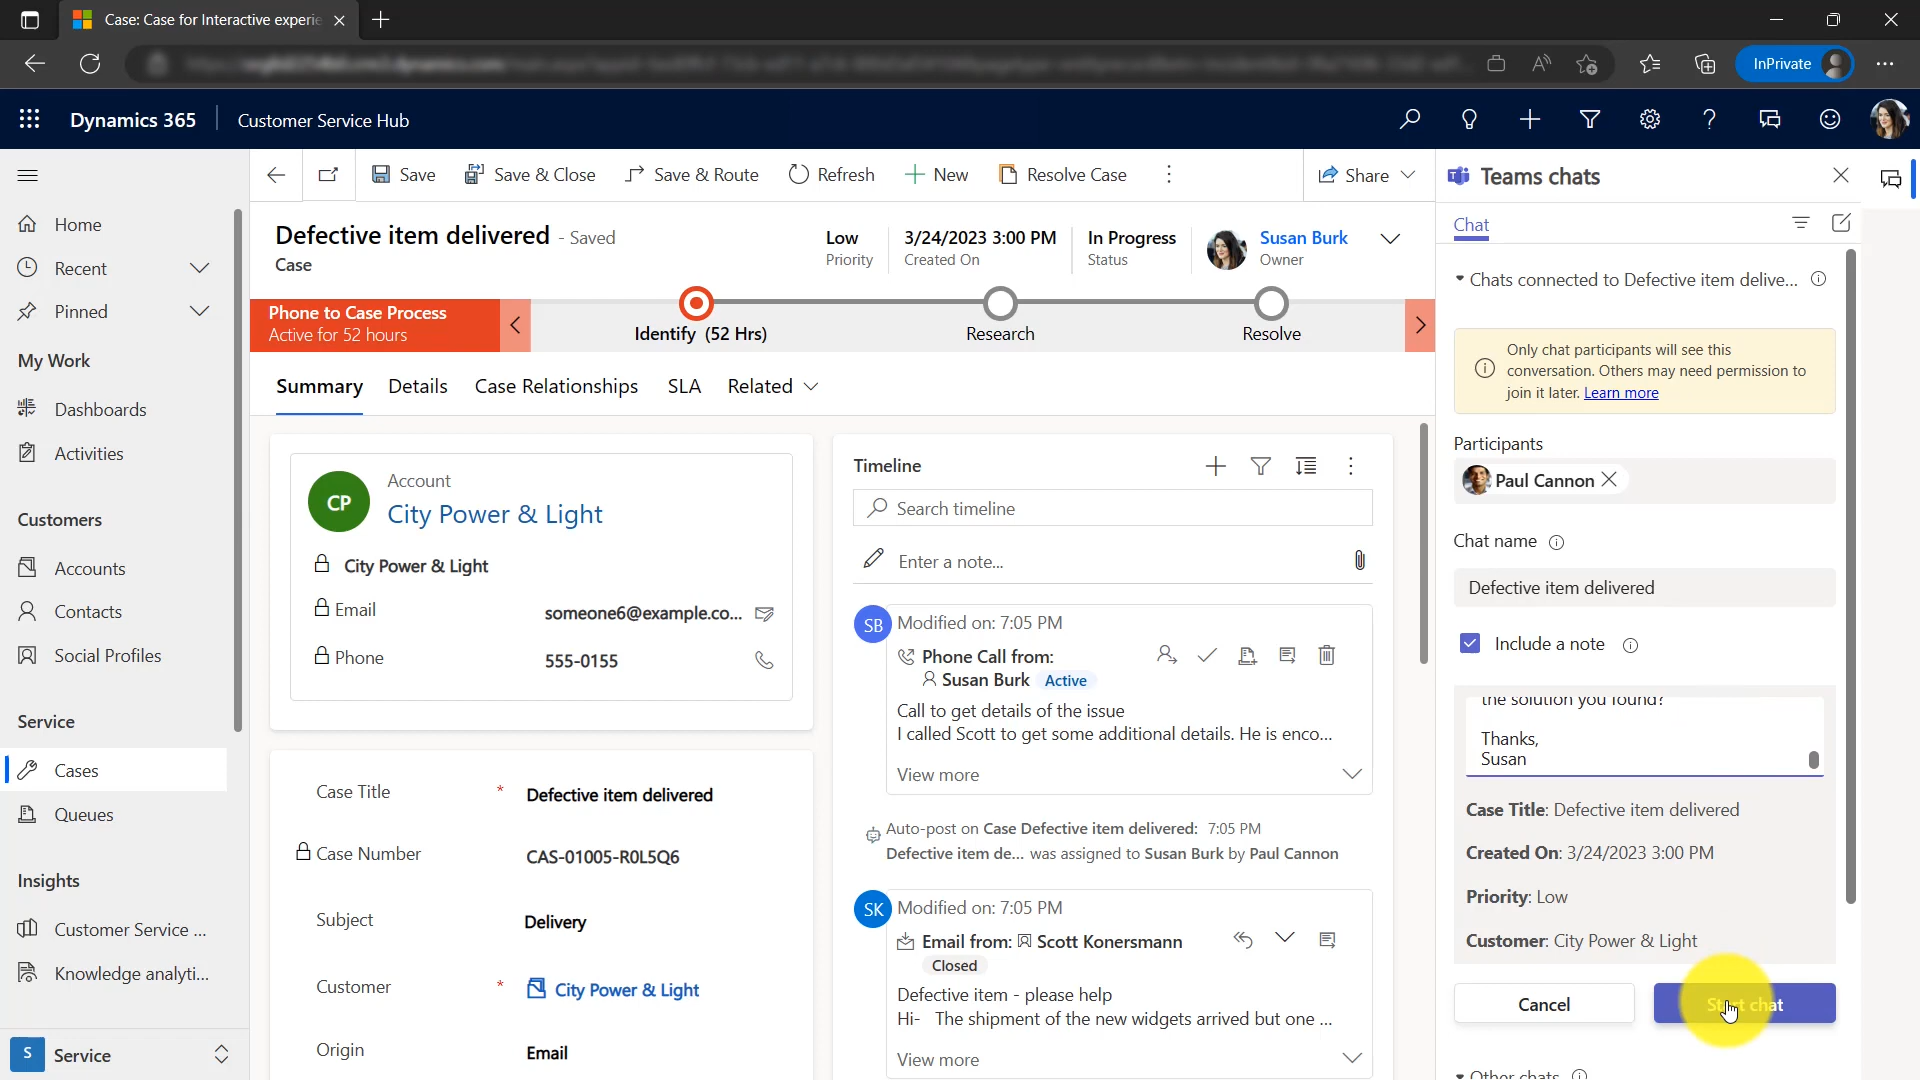 Case: Case for Interactive experie
InPrivate
Dynamics 365
Customer Service Hub
Home
Recent
Pinned
My Work
Dashboards
Activities
Customers
Accounts
Contacts
Social Profiles
Service
Cases
Queues
Insights
Customer Service ...
Knowledge analyti...
S Service
Save
Save & Close
Save & Route
Refresh
New
Resolve Case
Share
Defective item delivered - Saved
Case
Low
Priority
3/24/2023 3:00 PM
Created On
In Progress
Status
Susan Burk
Owner
Phone to Case Process
Active for 52 hours
Identify (52 Hrs)
Research
Resolve
Summary
Details
Case Relationships
SLA
Related
CP
Account
City Power & Light
City Power & Light
Email
someone6@example.co...
Phone
555-0155
Case Title * Defective item delivered
Case Number CAS-01005-R0L5Q6
Subject Delivery
Customer * City Power & Light
Origin Email
Timeline
Search timeline
Enter a note...
SB Modified on: 7:05 PM
Phone Call from:
Susan Burk Active
Call to get details of the issue
I called Scott to get some additional details. He is enco...
View more
Auto-post on Case Defective item delivered: 7:05 PM
Defective item de... was assigned to Susan Burk by Paul Cannon
SK Modified on: 7:05 PM
Email from: Scott Konersmann
Closed
Defective item - please help
Hi- The shipment of the new widgets arrived but one ...
View more
Teams chats
Chat
Chats connected to Defective item delive...
Only chat participants will see this
conversation. Others may need permission to
join it later. Learn more
Participants
Paul Cannon
Chat name
Defective item delivered
Include a note
the solution you found?
Thanks,
Susan
Case Title: Defective item delivered
Created On: 3/24/2023 3:00 PM
Priority: Low
Customer: City Power & Light
Cancel
Start chat
Other chats